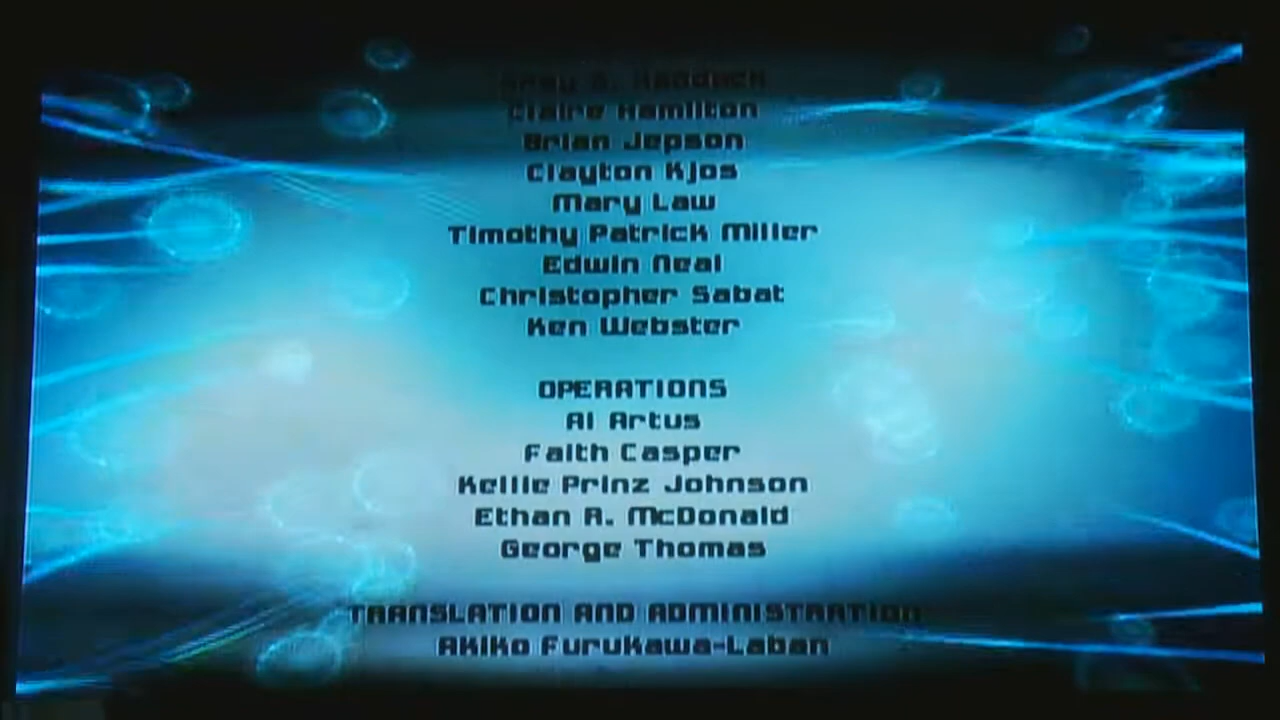 Claire Hamilton
Brian Jepson
Clayton Kjos
Mary Law
Timothy Patrick Miller
Edwin Neal
Christopher Sabat
Ken Webster
OPERATIONS
Al Artus
Faith Casper
Kellie Prinz Johnson
Ethan R. McDonald
George Thomas
TRANSLATION AND ADMINISTRATION
Akiko Furukawa-Laban